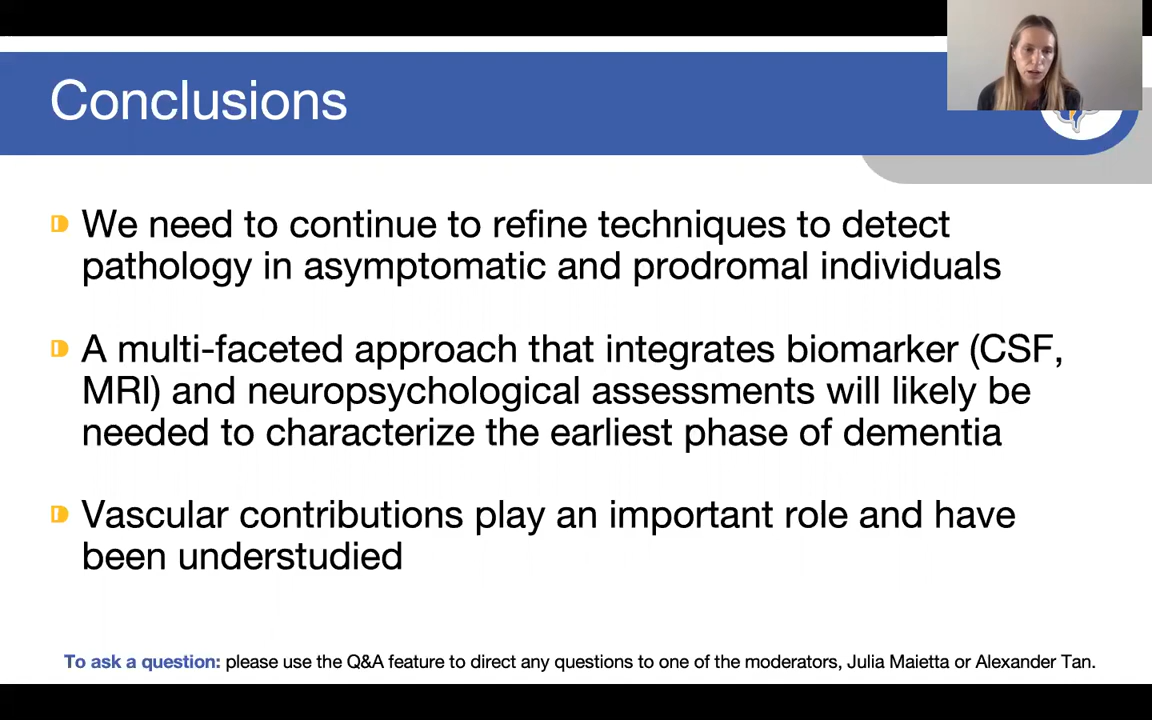 Conclusions
We need to continue to refine techniques to detect
pathology in asymptomatic and prodromal individuals
A multi-faceted approach that integrates biomarker (CSF,
MRI) and neuropsychological assessments will likely be
needed to characterize the earliest phase of dementia
Vascular contributions play an important role and have
been understudied
To ask a question: please use the Q&A feature to direct any questions to one of the moderators, Julia Maietta or Alexander Tan.